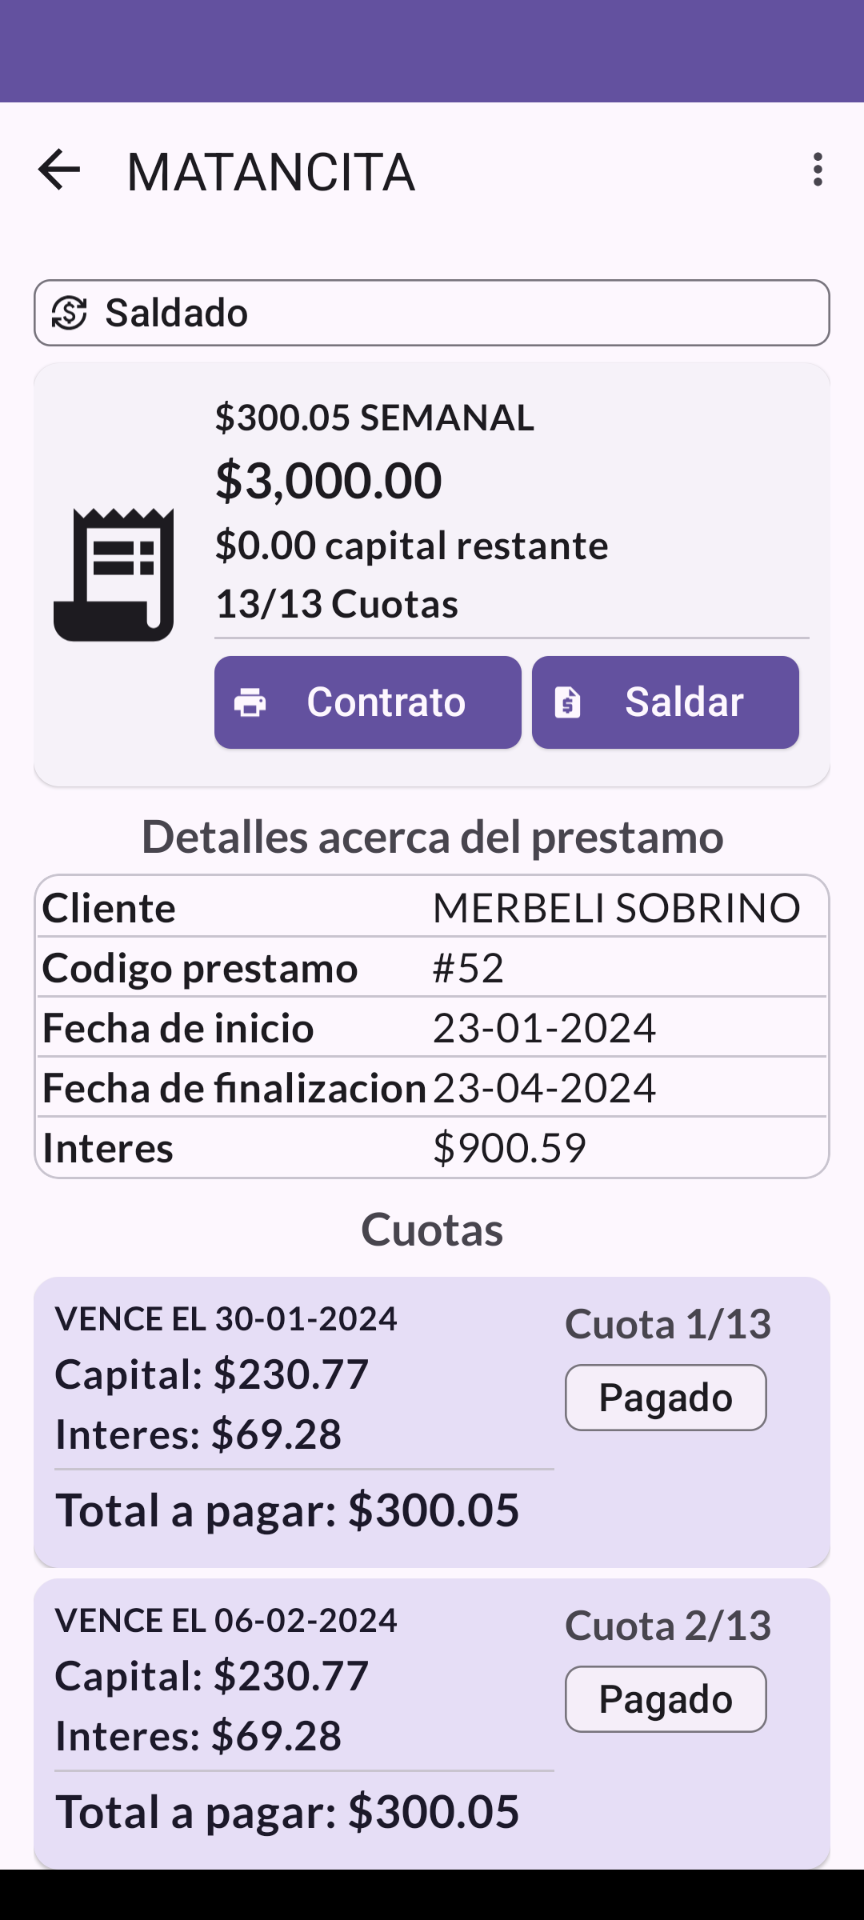 MATANCITA
Saldado
$300.05 SEMANAL
$3,000.00
$0.00 capital restante
13/13 Cuotas
Contrato
Saldar
Detalles acerca del prestamo
Cliente MERBELI SOBRINO
Codigo prestamo #52
Fecha de inicio 23-01-2024
Fecha de finalizacion 23-04-2024
Interes $900.59
Cuotas
VENCE EL 30-01-2024
Capital: $230.77
Interes: $69.28
Total a pagar: $300.05
Cuota 1/13
Pagado
VENCE EL 06-02-2024
Capital: $230.77
Interes: $69.28
Total a pagar: $300.05
Cuota 2/13
Pagado